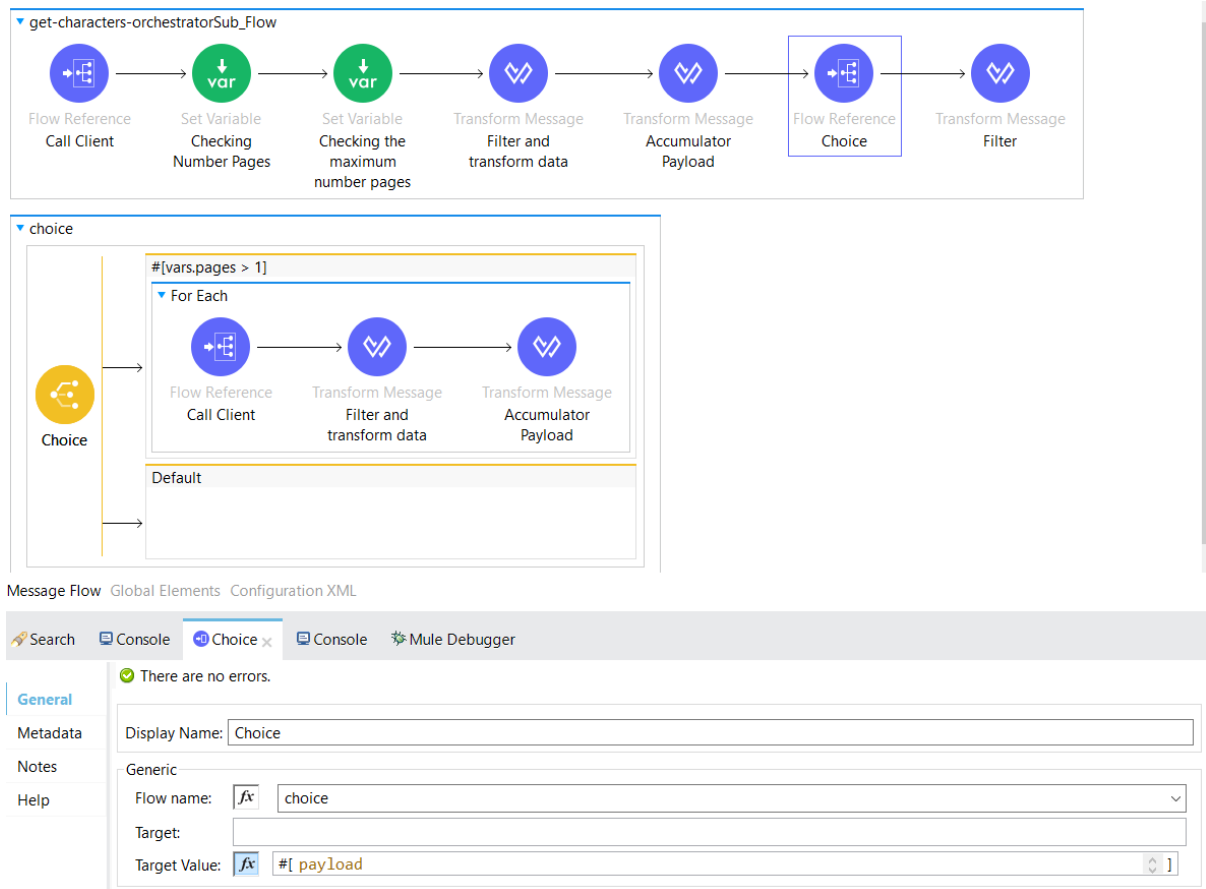 get-characters-orchestratorSub_Flow
var
var
Flow Reference
Set Variable
Set Variable
Transform Message
Transform Message
Flow Reference
Transform Message
Call Client
Checking
Number Pages
Checking the
maximum
number pages
Filter and
transform data
Accumulator
Payload
Choice
Filter
choice
#[vars.pages > 1]
For Each
Flow Reference
Transform Message
Transform Message
Call Client
Filter and
transform data
Accumulator
Payload
Choice
Default
Message Flow Global Elements Configuration XML
Search Console Choice Console Mule Debugger
There are no errors.
General
Metadata
Notes
Help
Display Name: Choice
Generic
Flow name: fx choice
Target:
Target Value: fx #[ payload ]